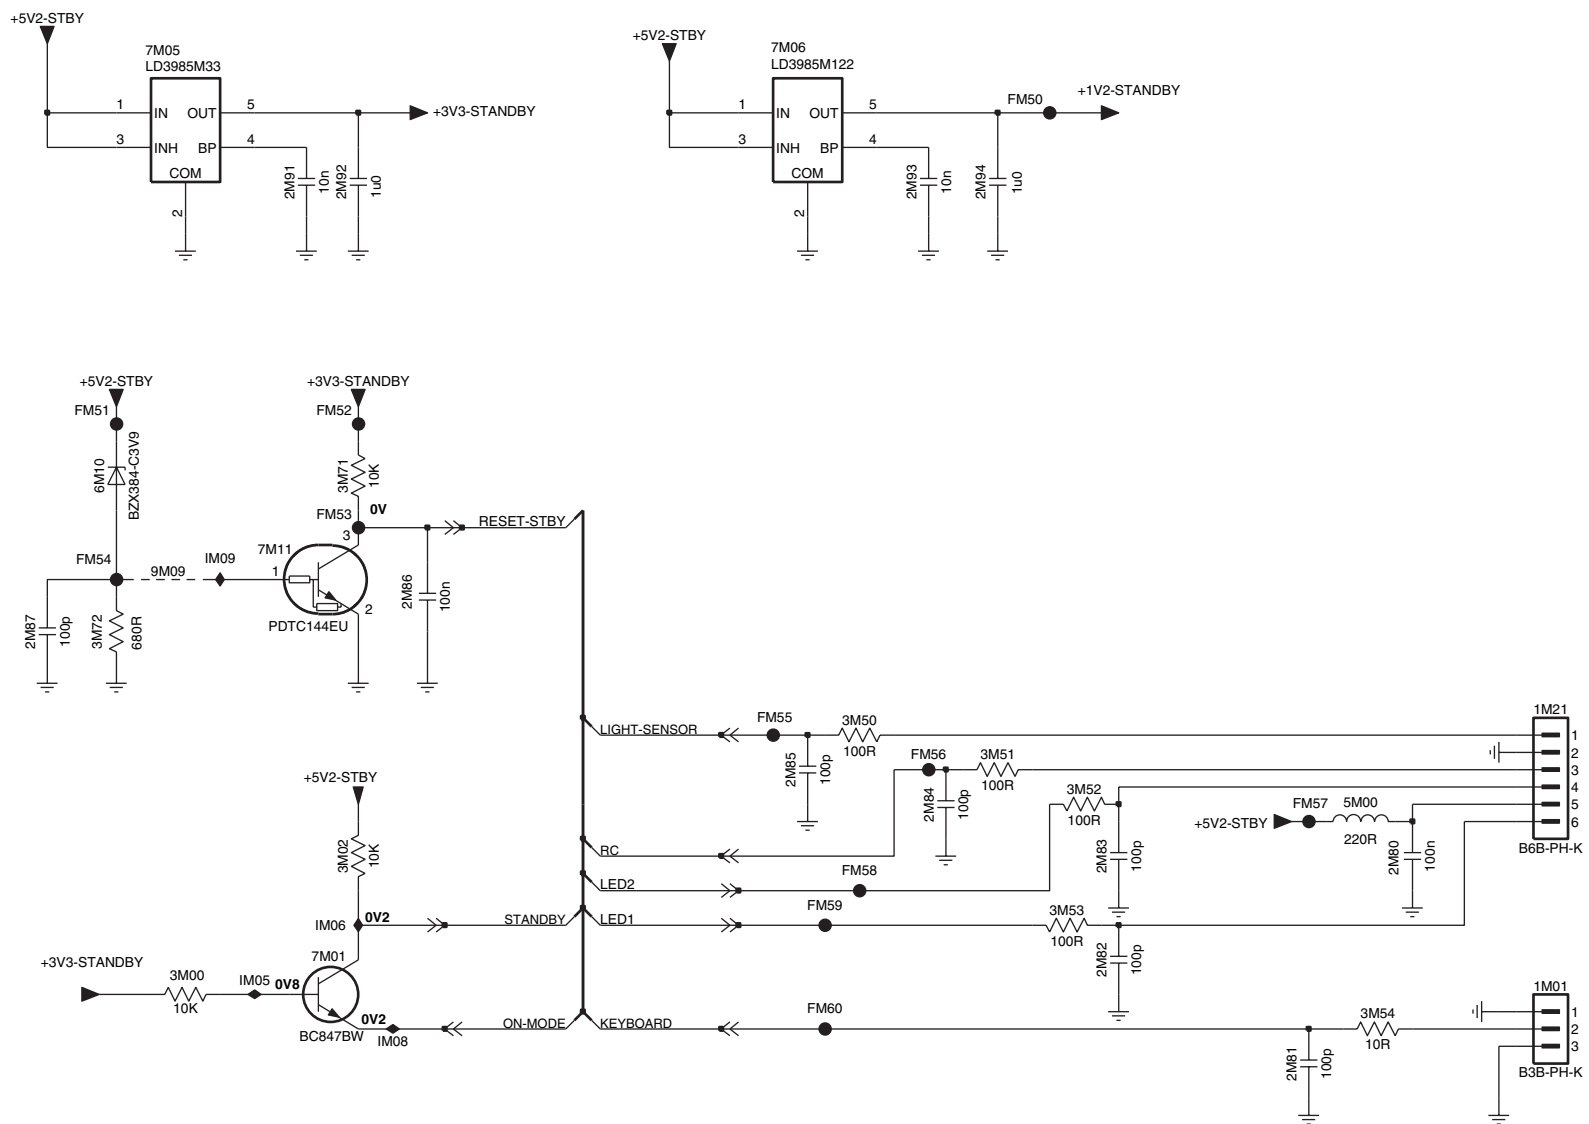 +5V2-STBY
7M05
LD3985M33
1
IN
OUT
5
+3V3-STANDBY
3
INH
BP
4
COM
2
2M91
10n
2M92
1u0
+5V2-STBY
7M06
LD3985M122
1
IN
OUT
5
FM50
+1V2-STANDBY
3
INH
BP
4
COM
2
2M93
10n
2M94
1u0
+5V2-STBY
FM51
6M10
BZX384-C3V9
FM54
9M09
IM09
2M87
100p
3M72
680R
+3V3-STANDBY
FM52
3M71
10K
FM53
0V
3
7M11
1
2
PDTC144EU
2M86
100n
RESET-STBY
LIGHT-SENSOR
FM55
2M85
100p
3M50
100R
RC
FM56
2M84
100p
3M51
100R
LED2
FM58
3M52
100R
2M83
100p
+5V2-STBY
FM57
5M00
220R
2M80
100n
1M21
1
2
3
4
5
6
B6B-PH-K
+5V2-STBY
3M02
10K
IM06
0V2
STANDBY
LED1
FM59
3M53
100R
2M82
100p
+3V3-STANDBY
3M00
10K
IM05
0V8
7M01
BC847BW
0V2
IM08
ON-MODE
KEYBOARD
FM60
2M81
100p
3M54
10R
1M01
1
2
3
B3B-PH-K